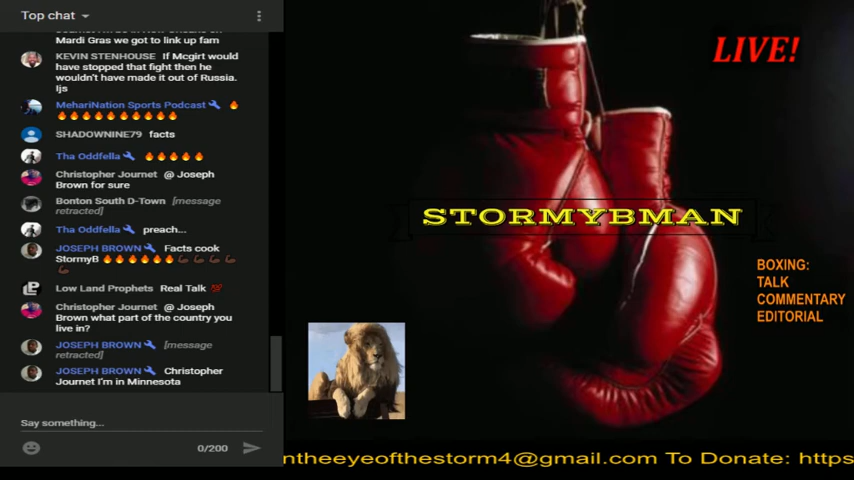 Top chat
Mardi Gras we got to link up fam
KEVIN STENHOUSE If Mcgirt would
have stopped that fight then he
wouldn't have made it out of Russia.
Ijs
MehariNation Sports Podcast 🔥
🔥🔥🔥🔥🔥🔥🔥🔥🔥🔥
SHADOWNINE79 facts
Tha Oddfella 🔥🔥🔥🔥🔥
Christopher Journet @ Joseph
Brown for sure
Bonton South D-Town [message
retracted]
Tha Oddfella preach...
JOSEPH BROWN Facts cook
StormyB 🔥🔥🔥🔥🔥🔥💪🏿💪🏿💪🏿💪🏿
💪🏿
Low Land Prophets Real Talk 💯
Christopher Journet @ Joseph
Brown what part of the country you
live in?
JOSEPH BROWN [message
retracted]
JOSEPH BROWN Christopher
Journet I'm in Minnesota
Say something...
0/200
LIVE!
STORMYBMAN
BOXING:
TALK
COMMENTARY
EDITORIAL
ntheeyeofthestorm4@gmail.com To Donate: https